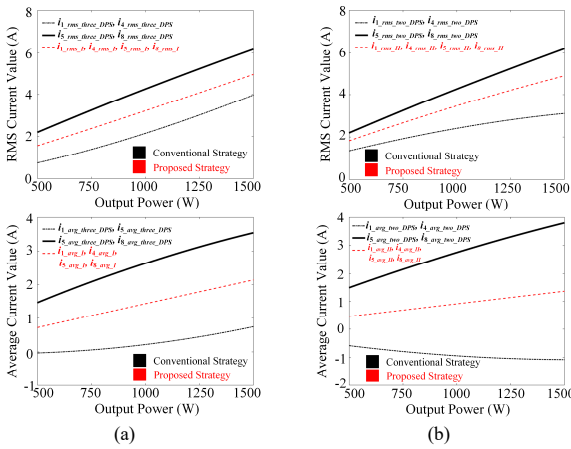 8
6
4
2
0
RMS Current Value (A)
i1_rms_three_DPS, i4_rms_three_DPS
i5_rms_three_DPS, i8_rms_three_DPS
i1_rms_I, i4_rms_I, i5_rms_I, i8_rms_I
Conventional Strategy
Proposed Strategy
500 750 1000 1250 1500
Output Power (W)
8
6
4
2
0
RMS Current Value (A)
i1_rms_two_DPS, i4_rms_two_DPS
i5_rms_two_DPS, i8_rms_two_DPS
Conventional Strategy
Proposed Strategy
500 750 1000 1250 1500
Output Power (W)
4
3
2
1
0
-1
Average Current Value (A)
i1_avg_three_DPS, i5_avg_three_DPS
i5_avg_three_DPS, i8_avg_three_DPS
i1_avg_I, i4_avg_I,
i5_avg_I, i8_avg_I
Conventional Strategy
Proposed Strategy
500 750 1000 1250 1500
Output Power (W)
4
3
2
1
0
-1
-2
Average Current Value (A)
i1_avg_two_DPS, i4_avg_two_DPS
i5_avg_two_DPS, i8_avg_two_DPS
i1_avg_II, i4_avg_II,
i5_avg_II, i8_avg_II
Conventional Strategy
Proposed Strategy
500 750 1000 1250 1500
Output Power (W)
(a)
(b)